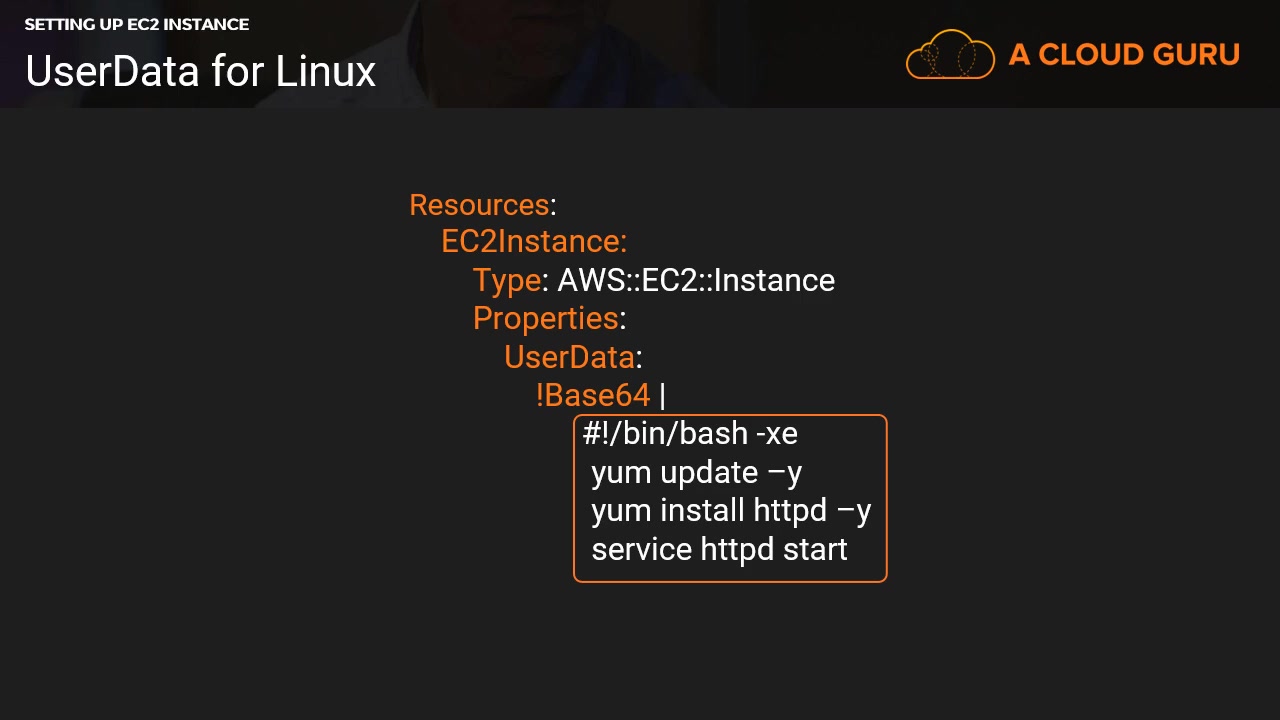 SETTING UP EC2 INSTANCE
UserData for Linux
A CLOUD GURU
Resources:
EC2Instance:
Type: AWS::EC2::Instance
Properties:
UserData:
!Base64 |
#!/bin/bash -xe
yum update –y
yum install httpd –y
service httpd start